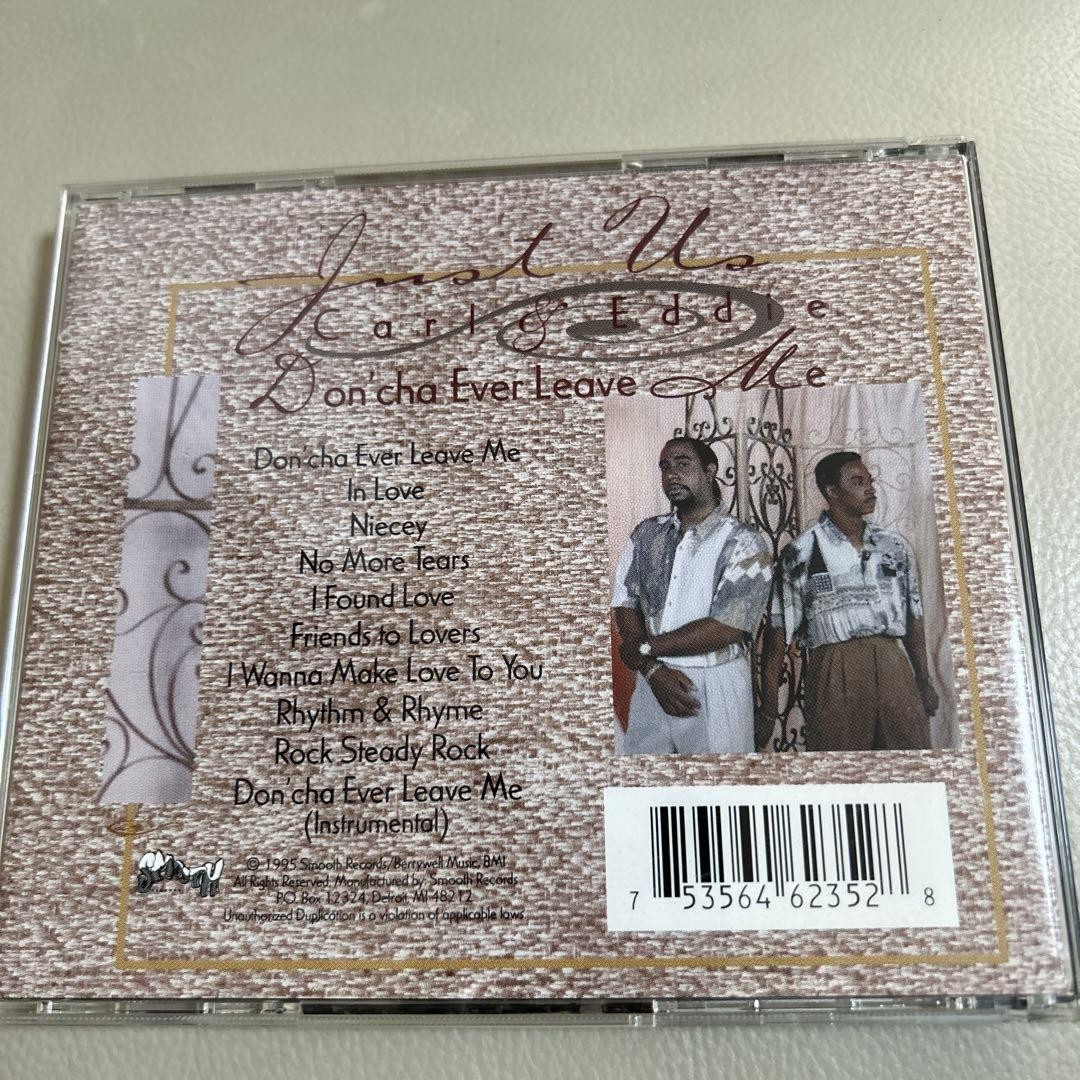 Just Us
Carl & Eddie
Don'cha Ever Leave Me
Don'cha Ever Leave Me
In Love
Niecey
No More Tears
I Found Love
Friends to Lovers
I Wanna Make Love To You
Rhythm & Rhyme
Rock Steady Rock
Don'cha Ever Leave Me
(Instrumental)
© 1995 Smooth Records/Berrywell Music, BMI
All Rights Reserved. Manufactured by: Smooth Records
P.O. Box 12324, Detroit, MI 48212
Unauthorized Duplication is a violation of applicable laws
7 53564 62352 8